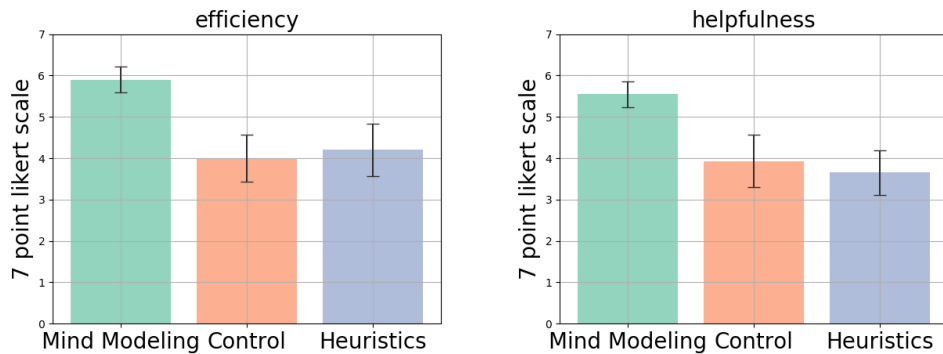 efficiency
7 point likert scale
7
6
5
4
3
2
1
0
Mind Modeling Control Heuristics
helpfulness
7 point likert scale
7
6
5
4
3
2
1
0
Mind Modeling Control Heuristics